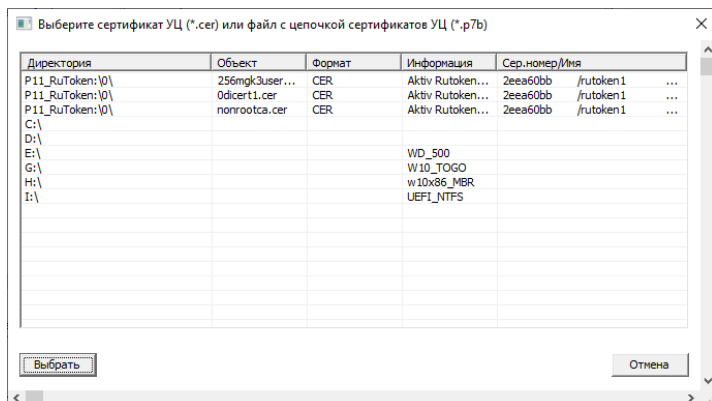 Выберите сертификат УЦ (*.cer) или файл с цепочкой сертификатов УЦ (*.p7b)
Директория Объект Формат Информация Сер.номер/Имя
P11_RuToken:\0\ 256mgk3user... CER Aktiv Rutoken... 2eea60bb /rutoken1 ...
P11_RuToken:\0\ 0dicert1.cer CER Aktiv Rutoken... 2eea60bb /rutoken1 ...
P11_RuToken:\0\ nonrootca.cer CER Aktiv Rutoken... 2eea60bb /rutoken1 ...
C:\
D:\
E:\ WD_500
G:\ W10_TOGO
H:\ w10x86_MBR
I:\ UEFI_NTFS
Выбрать Отмена